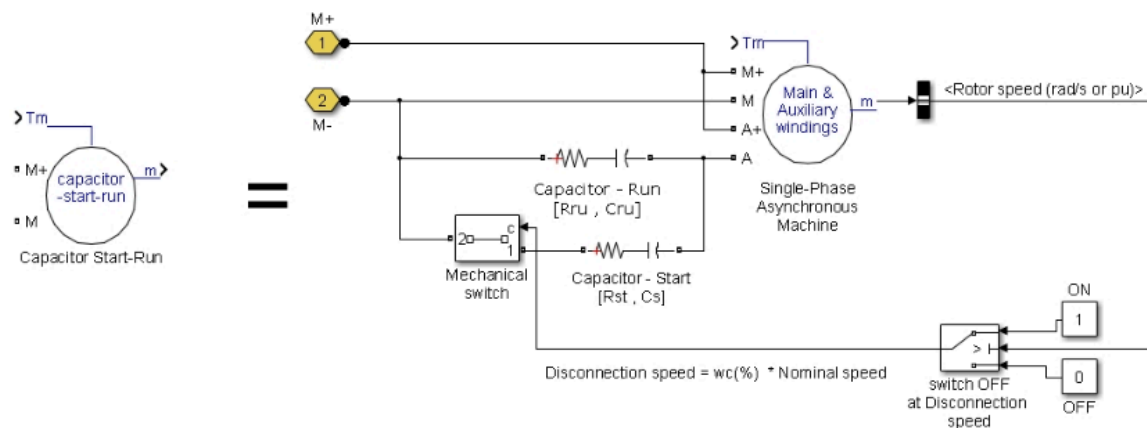 Tm
M+
M
m
capacitor
-start-run
Capacitor Start-Run
=
M+
1
2
M-
Tm
M+
M
A+
A
Main &
Auxiliary
windings
m
<Rotor speed (rad/s or pu)>
Single-Phase
Asynchronous
Machine
Capacitor - Run
[Rru , Cru]
2
c
1
Mechanical
switch
Capacitor - Start
[Rst , Cs]
Disconnection speed = wc(%) * Nominal speed
>
switch OFF
at Disconnection
speed
ON
1
0
OFF